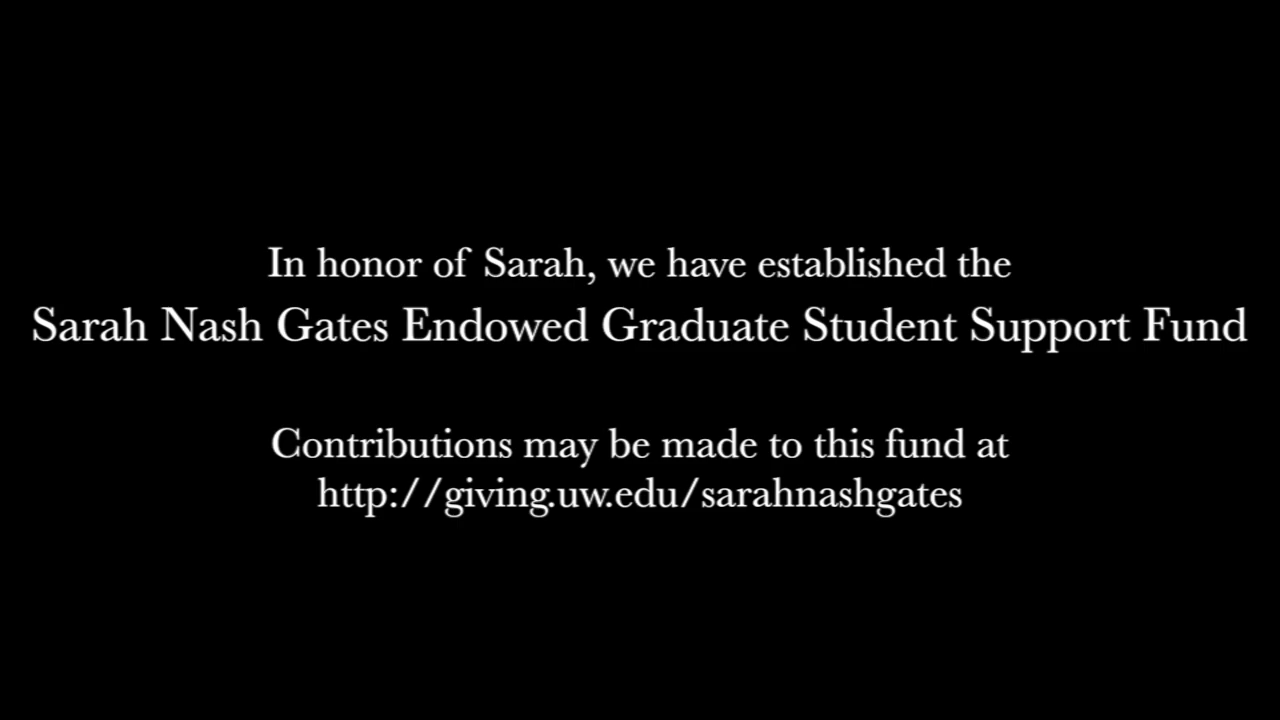 In honor of Sarah, we have established the
Sarah Nash Gates Endowed Graduate Student Support Fund
Contributions may be made to this fund at
http://giving.uw.edu/sarahnashgates